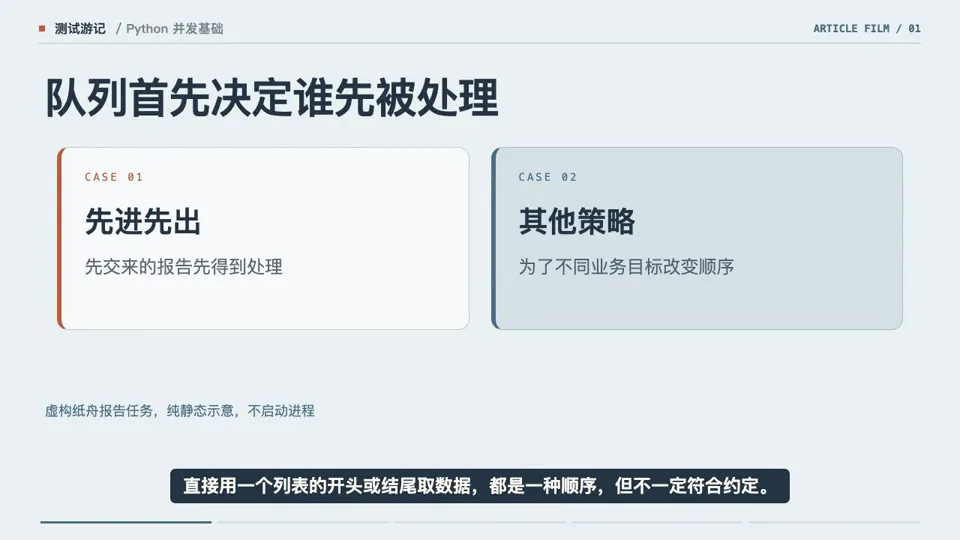 测试游记 / Python 并发基础
ARTICLE FILM / 01
队列首先决定谁先被处理
CASE 01
先进先出
先交来的报告先得到处理
CASE 02
其他策略
为了不同业务目标改变顺序
虚构纸舟报告任务，纯静态示意，不启动进程
直接用一个列表的开头或结尾取数据，都是一种顺序，但不一定符合约定。